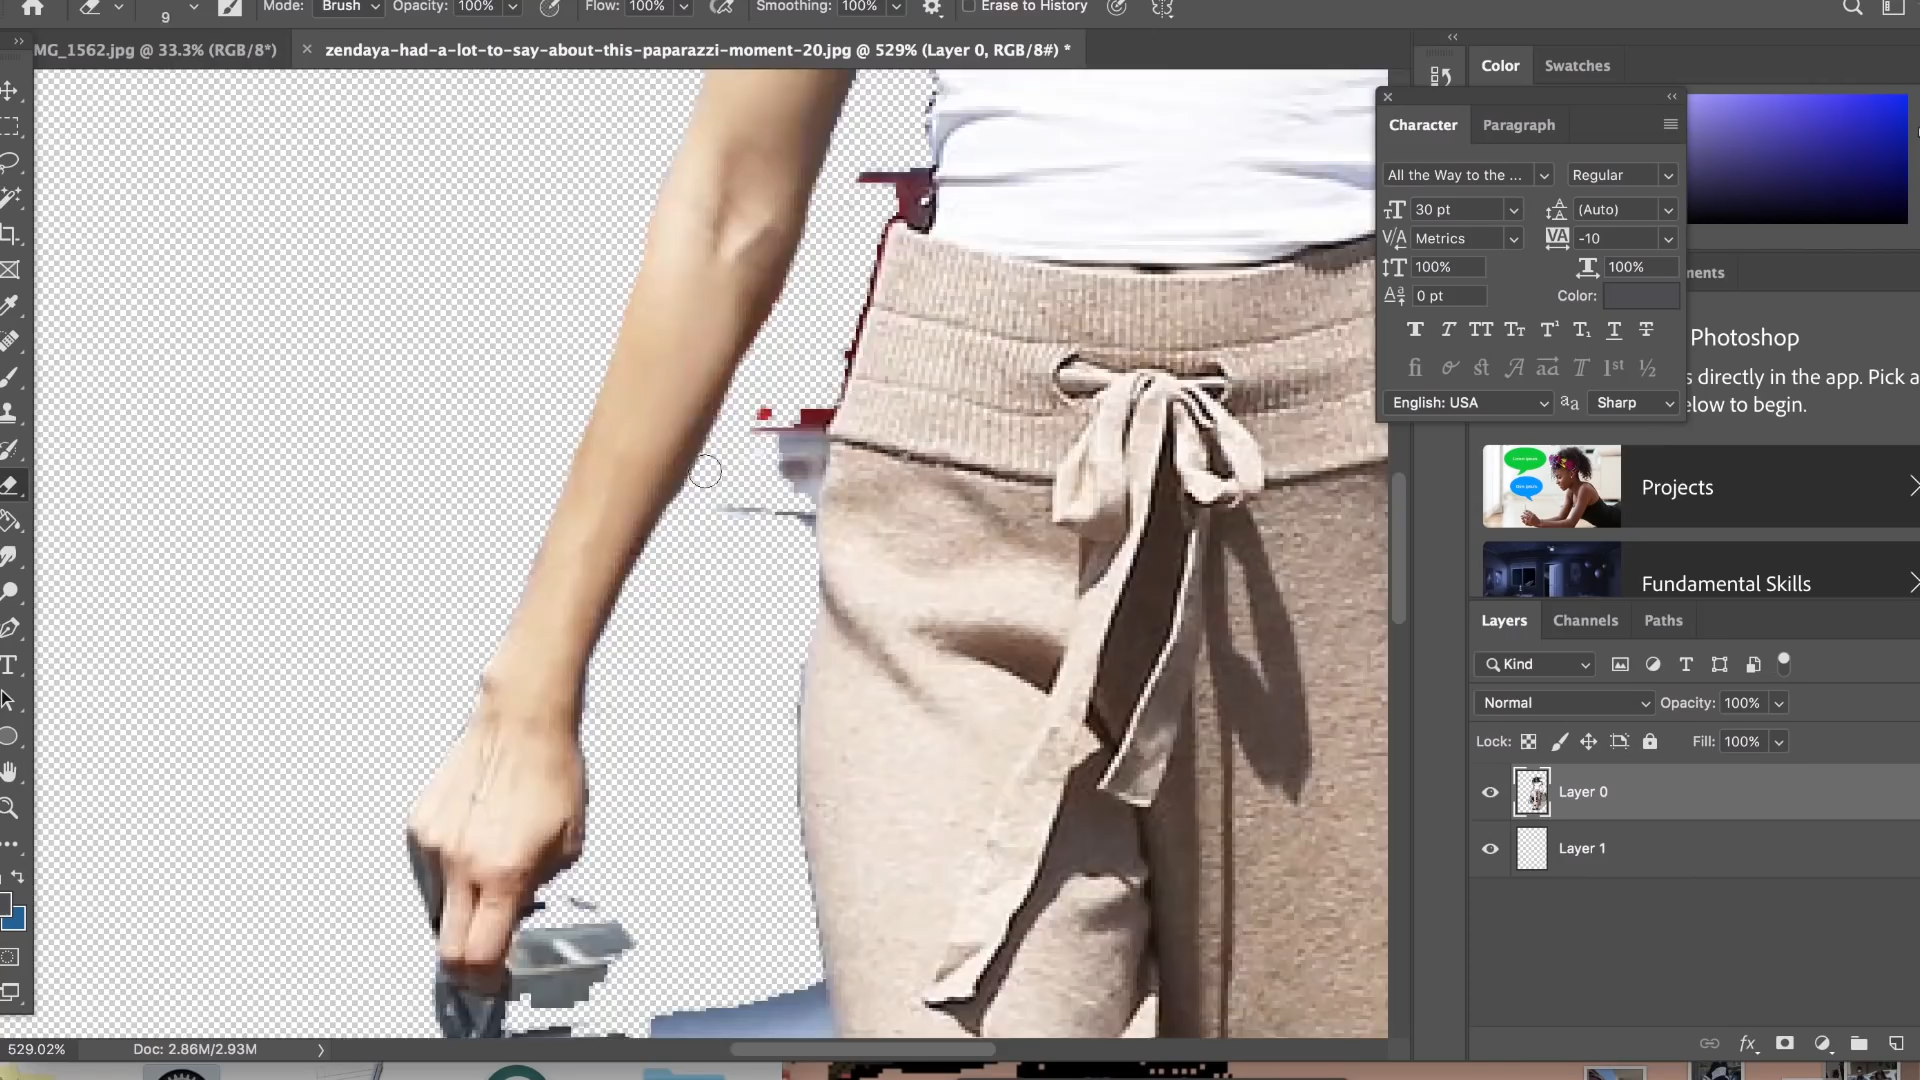 9
Mode: Brush Opacity: 100% Flow: 100% Smoothing: 100% Erase to History
MG_1562.jpg @ 33.3% (RGB/8*)
zendaya-had-a-lot-to-say-about-this-paparazzi-moment-20.jpg @ 529% (Layer 0, RGB/8#) *
Color Swatches
Character Paragraph
All the Way to the ... Regular
30 pt (Auto)
Metrics -10
100% 100%
0 pt Color:
English: USA Sharp
nents
Photoshop
s directly in the app. Pick a
elow to begin.
Projects
Fundamental Skills
Layers Channels Paths
Kind
Normal Opacity: 100%
Lock: Fill: 100%
Layer 0
Layer 1
529.02% Doc: 2.86M/2.93M